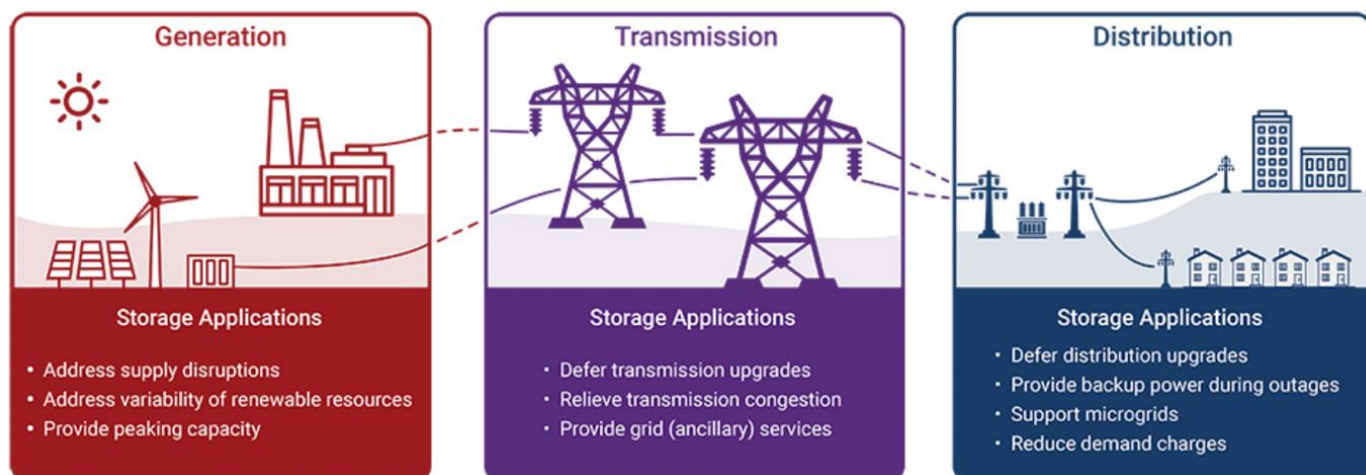 Generation
Storage Applications
• Address supply disruptions
• Address variability of renewable resources
• Provide peaking capacity
Transmission
Storage Applications
• Defer transmission upgrades
• Relieve transmission congestion
• Provide grid (ancillary) services
Distribution
Storage Applications
• Defer distribution upgrades
• Provide backup power during outages
• Support microgrids
• Reduce demand charges